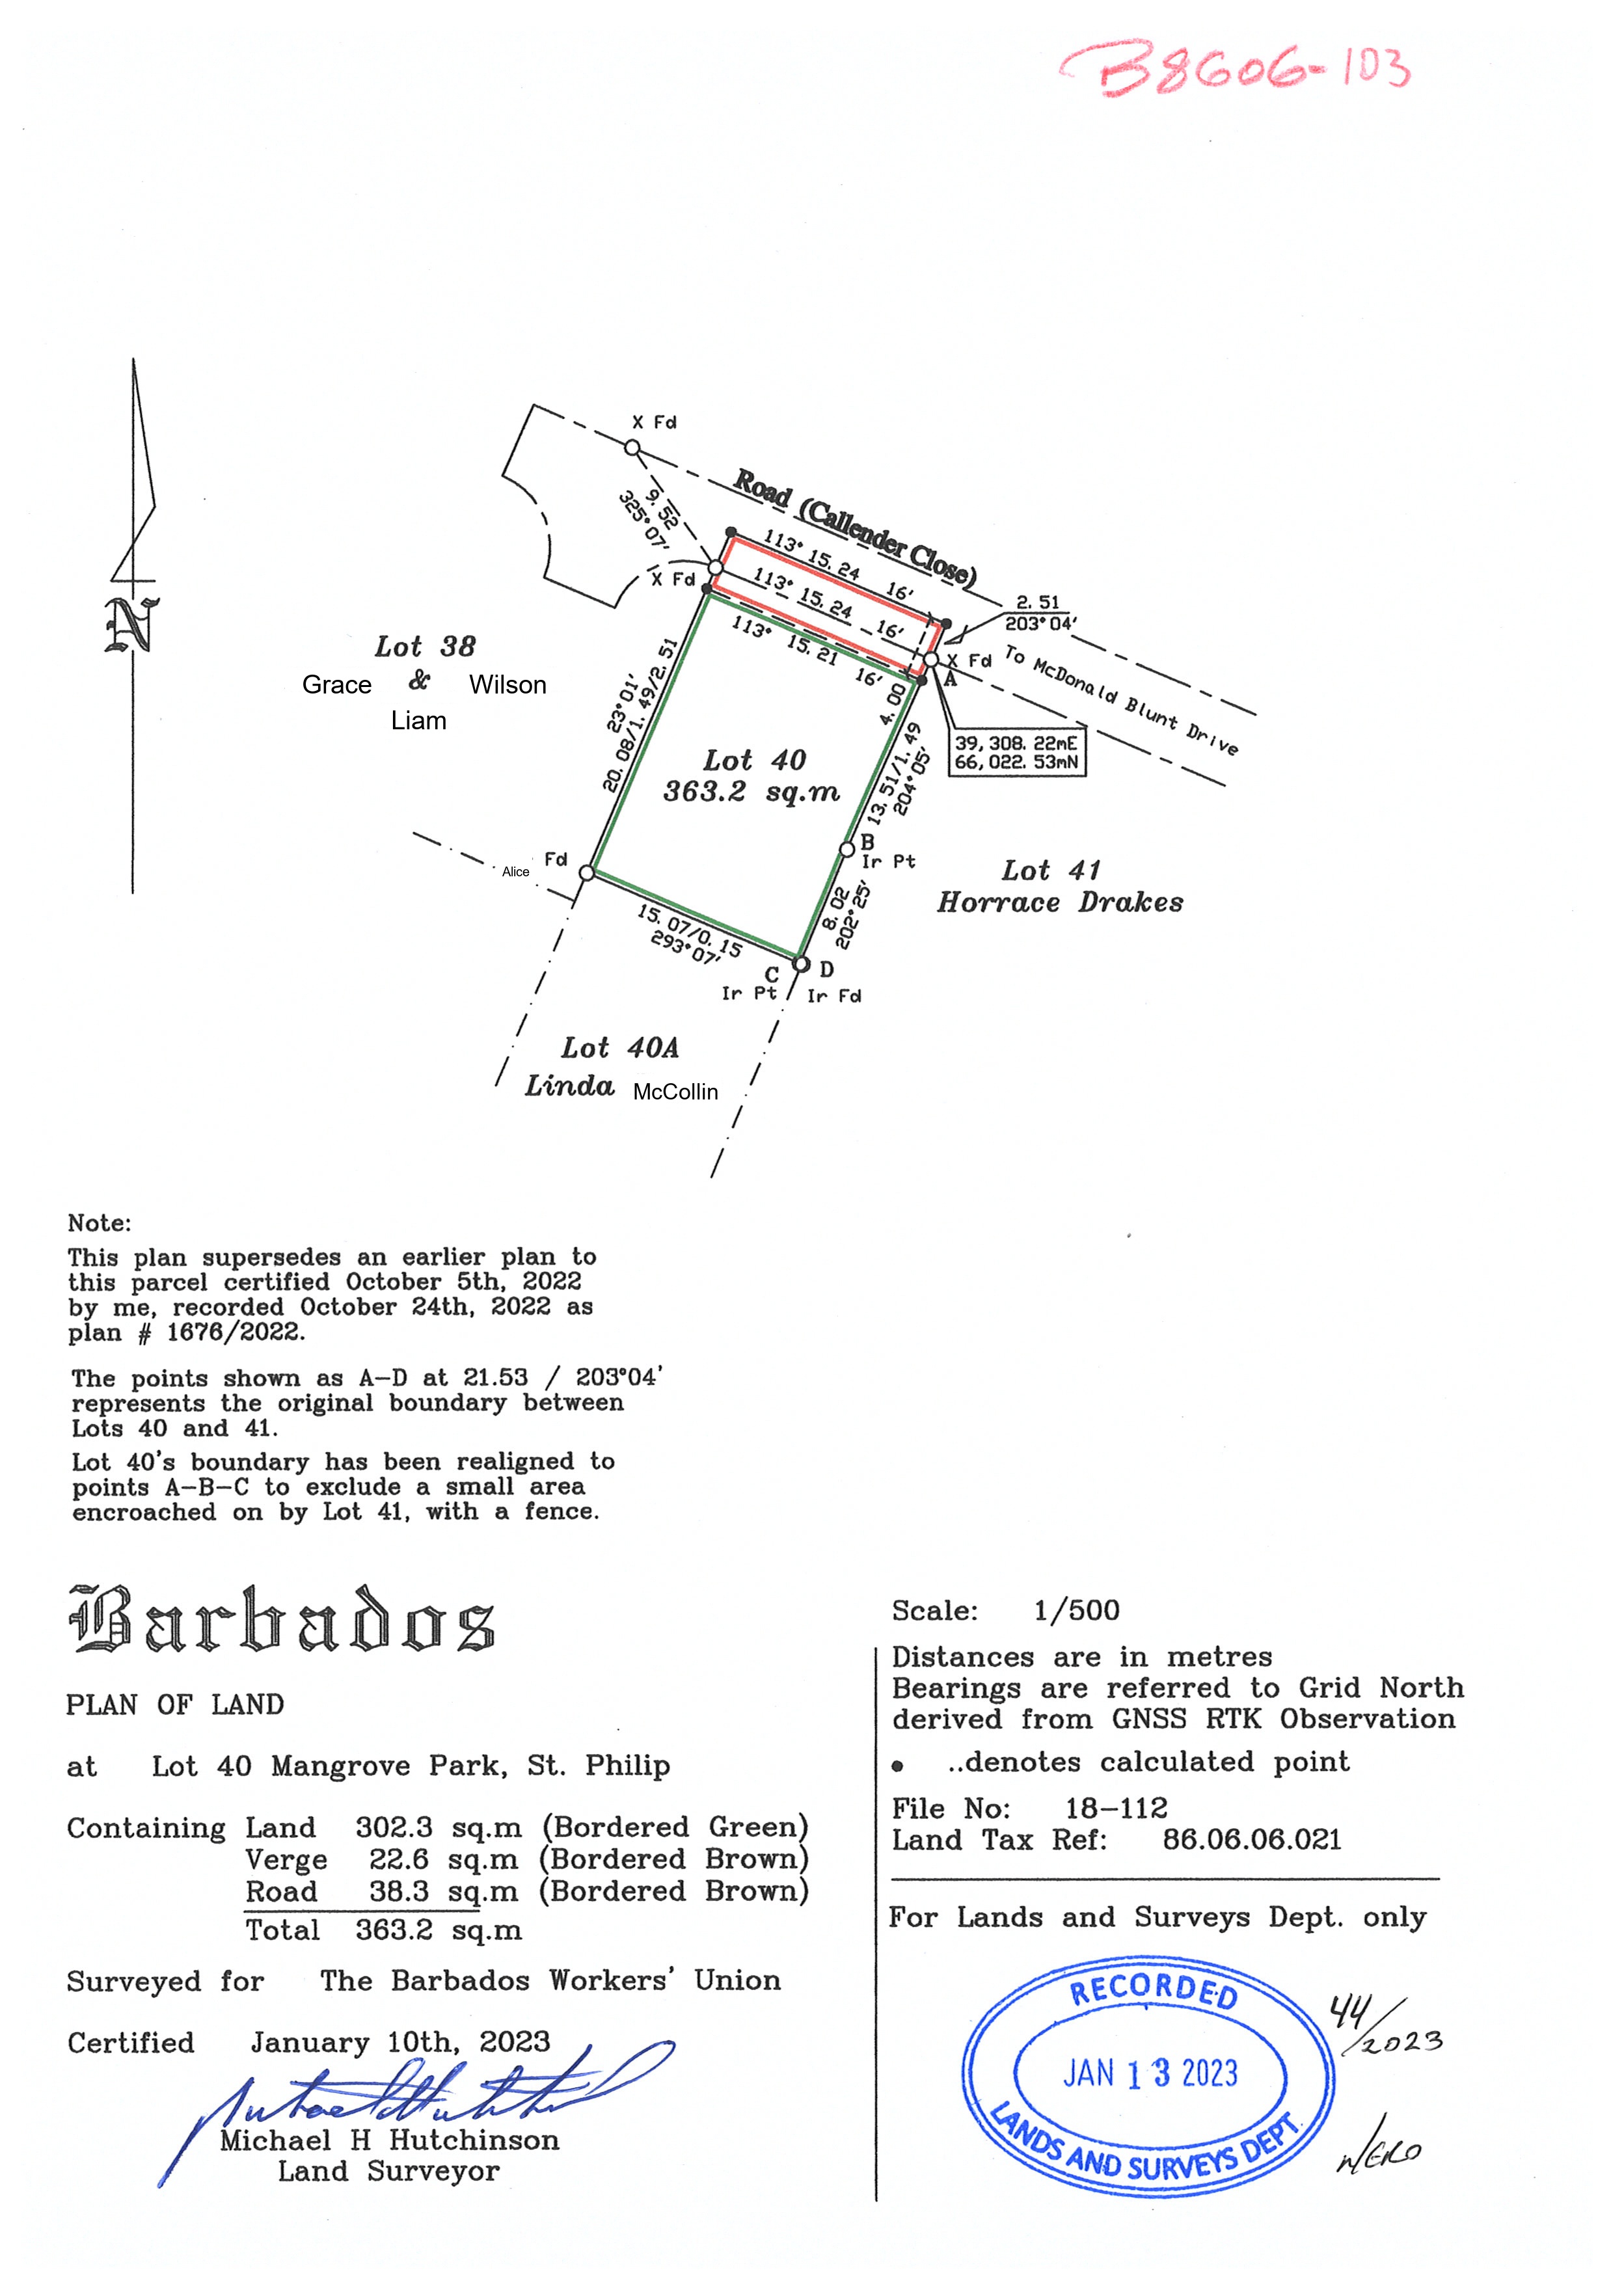 B8606-103
X Fd
Road (Callender Close)
9.52
325°07'
113° 15.24 16'
X Fd
113° 15.24 16'
2.51
203°04'
113° 15.21 16'
X Fd
A
To McDonald Blunt Drive
Lot 38
Grace & Wilson
Liam
23°01'
20.08/1.49/2.51
4.00
39,308.22mE
66,022.53mN
13.51/1.49
204°05'
Lot 40
363.2 sq.m
B
Ir Pt
Fd
Alice
Lot 41
Horrace Drakes
8.02
202°25'
15.07/0.15
293°07'
C D
Ir Pt Ir Fd
Lot 40A
Linda McCollin
N
Note:
This plan supersedes an earlier plan to
this parcel certified October 5th, 2022
by me, recorded October 24th, 2022 as
plan # 1676/2022.
The points shown as A-D at 21.53 / 203°04'
represents the original boundary between
Lots 40 and 41.
Lot 40's boundary has been realigned to
points A-B-C to exclude a small area
encroached on by Lot 41, with a fence.
Barbados
PLAN OF LAND
at Lot 40 Mangrove Park, St. Philip
Containing Land 302.3 sq.m (Bordered Green)
Verge 22.6 sq.m (Bordered Brown)
Road 38.3 sq.m (Bordered Brown)
Total 363.2 sq.m
Surveyed for The Barbados Workers' Union
Certified January 10th, 2023
Michael H Hutchinson
Land Surveyor
Scale: 1/500
Distances are in metres
Bearings are referred to Grid North
derived from GNSS RTK Observation
• ..denotes calculated point
File No: 18-112
Land Tax Ref: 86.06.06.021
For Lands and Surveys Dept. only
RECORDED
JAN 13 2023
LANDS AND SURVEYS DEPT.
44/2023